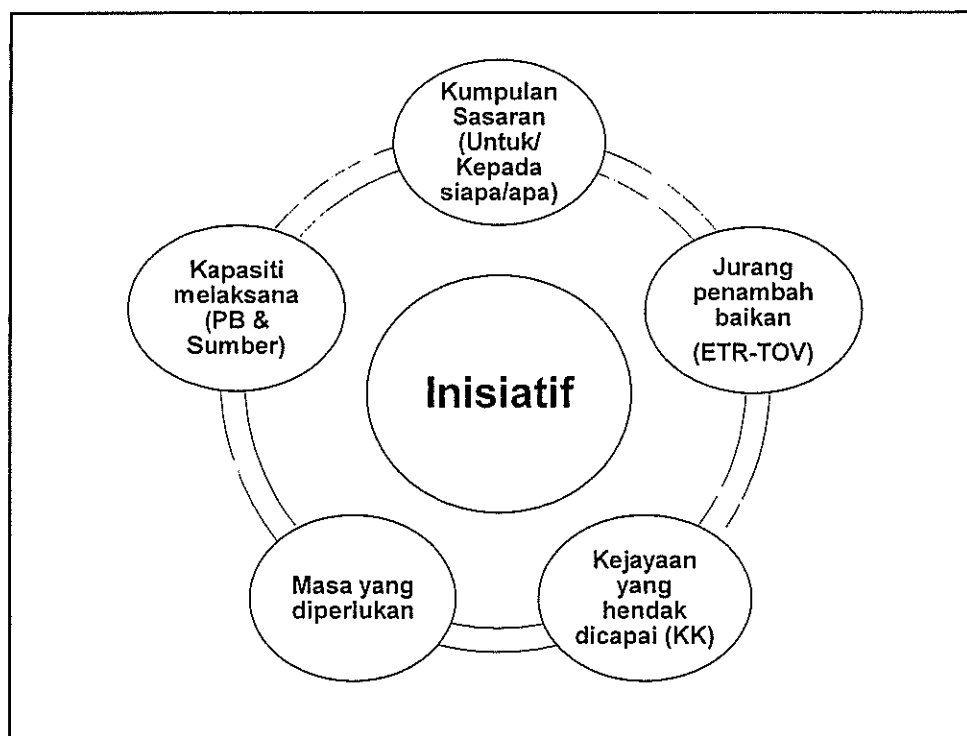 Kumpulan
Sasaran
(Untuk/
Kepada
siapa/apa)
Jurang
penambah
baikan
(ETR-TOV)
Kejayaan
yang
hendak
dicapai (KK)
Masa yang
diperlukan
Kapasiti
melaksana
(PB &
Sumber)
Inisiatif